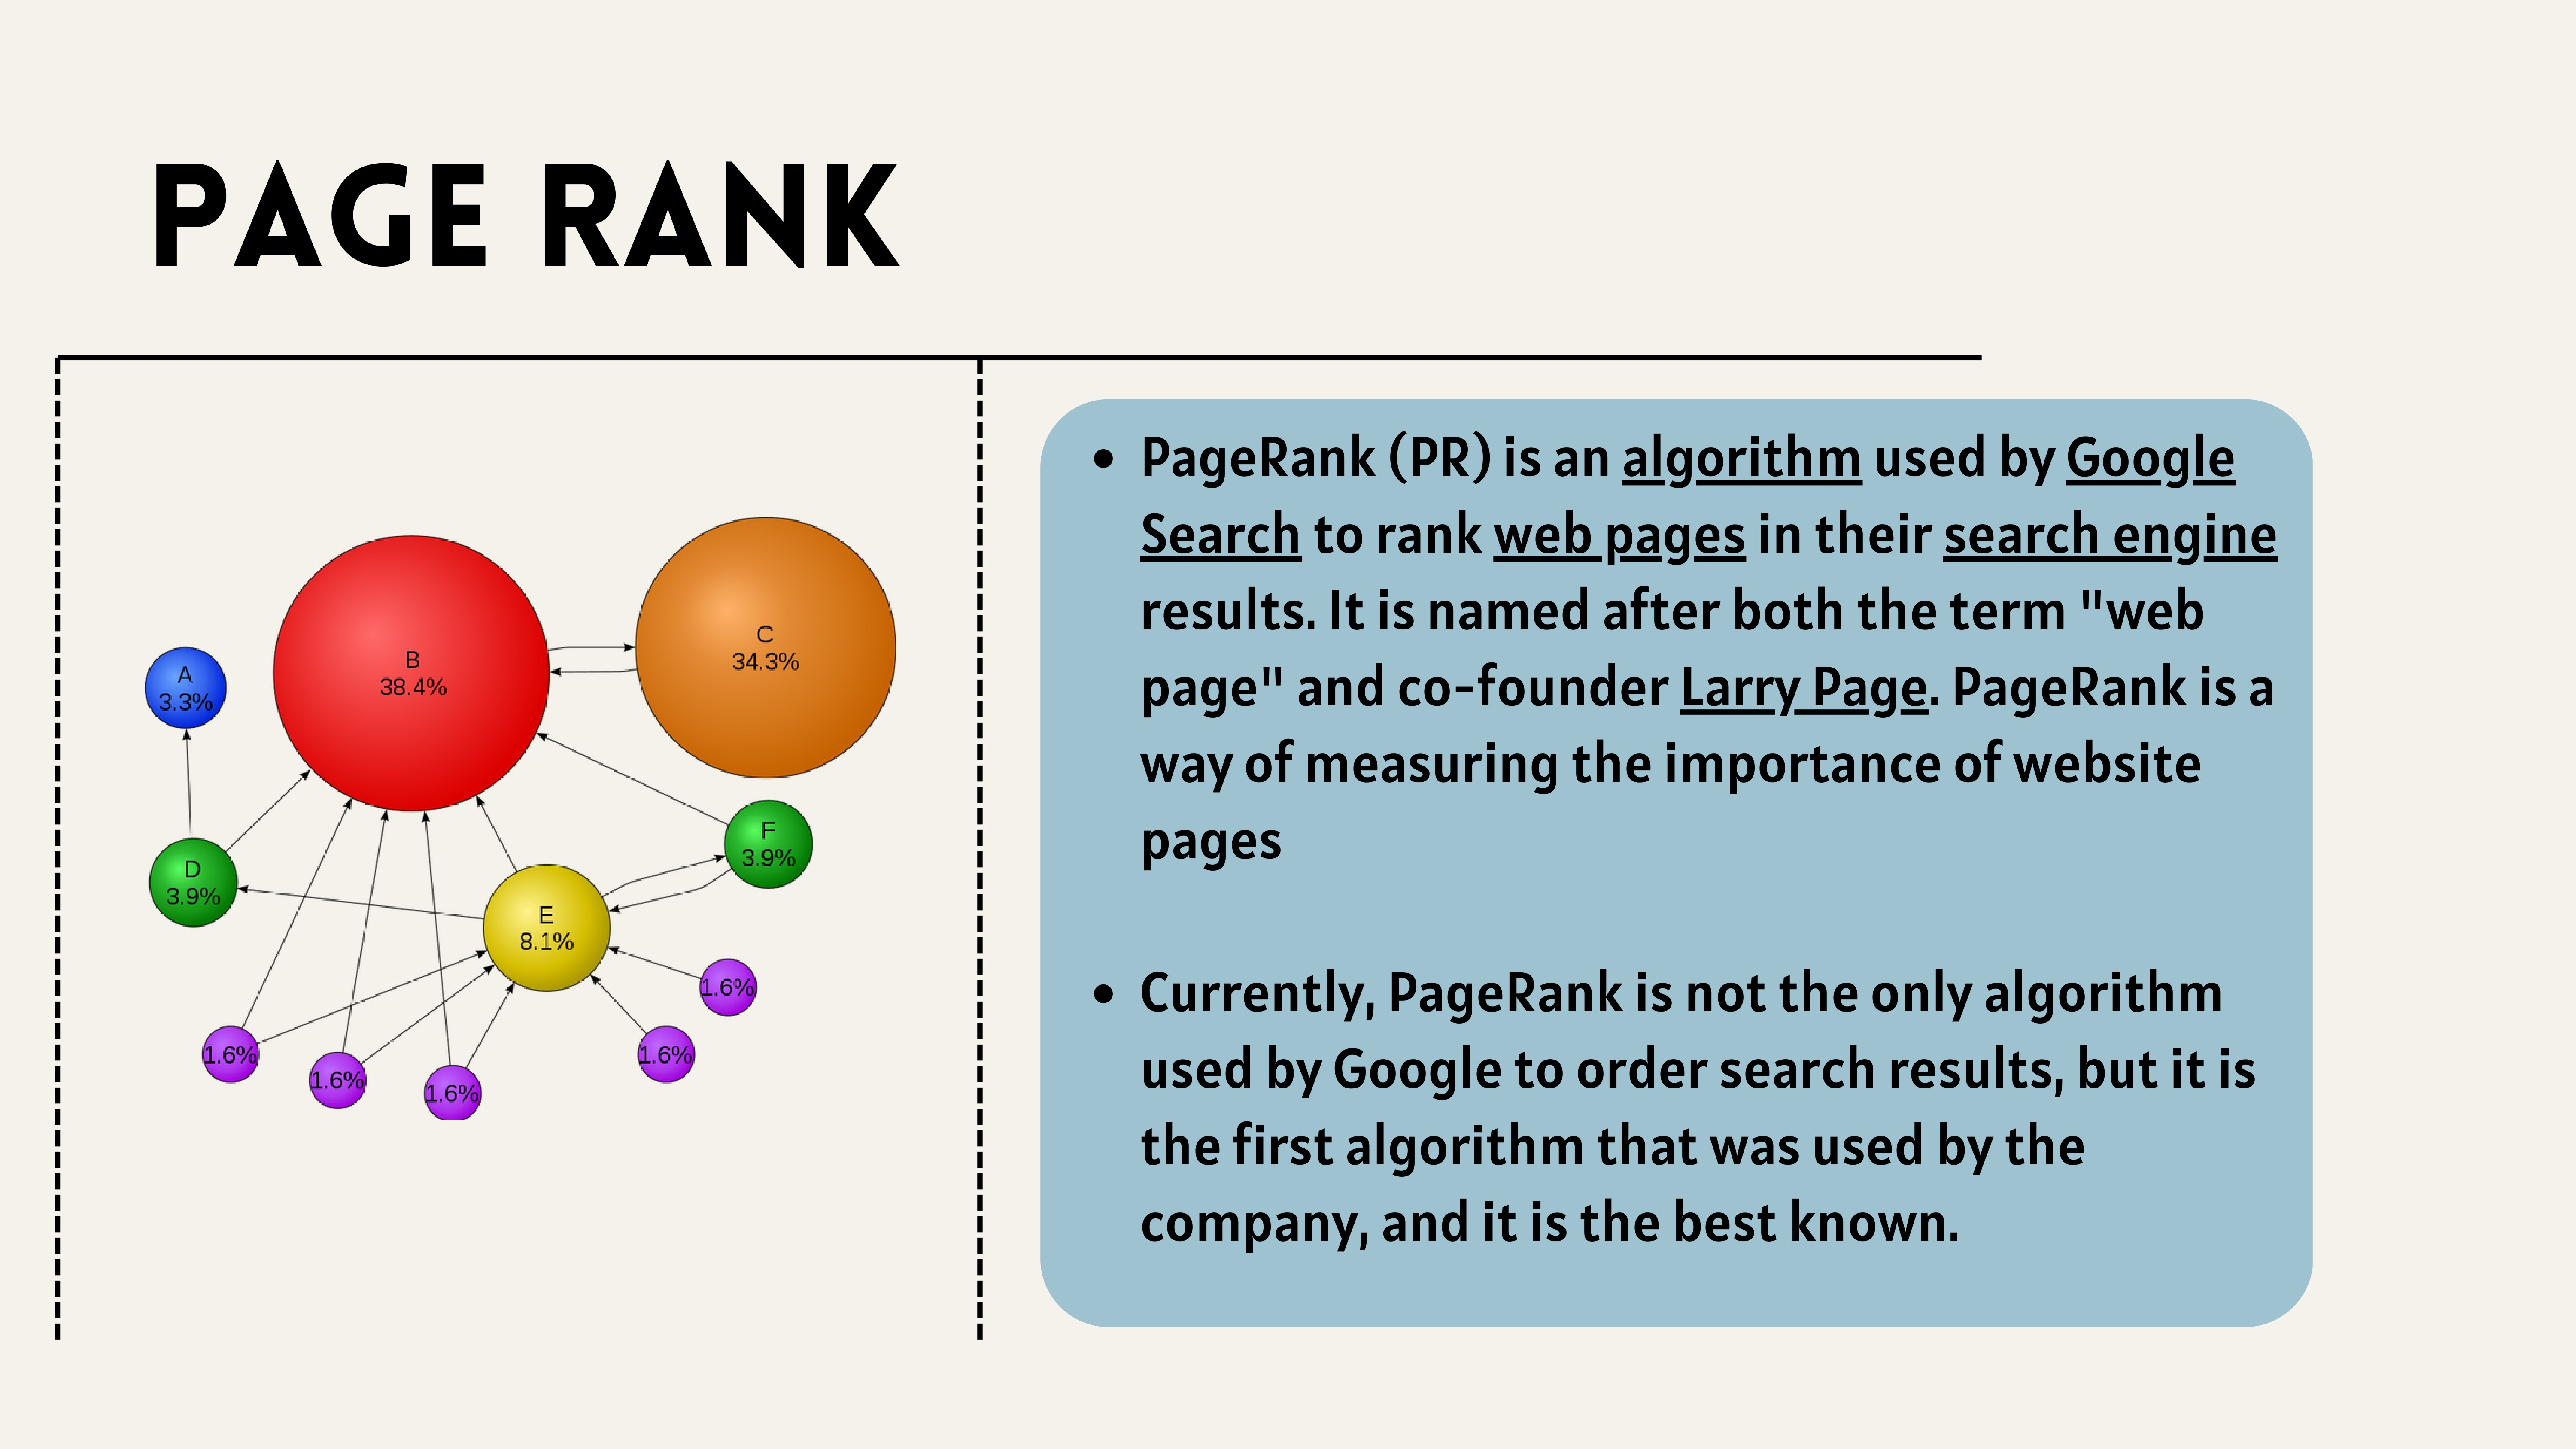 PAGE RANK
A
3.3%
B
38.4%
C
34.3%
D
3.9%
E
8.1%
F
3.9%
1.6%
1.6%
1.6%
1.6%
1.6%
• PageRank (PR) is an algorithm used by Google
Search to rank web pages in their search engine
results. It is named after both the term "web
page" and co-founder Larry Page. PageRank is a
way of measuring the importance of website
pages
• Currently, PageRank is not the only algorithm
used by Google to order search results, but it is
the first algorithm that was used by the
company, and it is the best known.